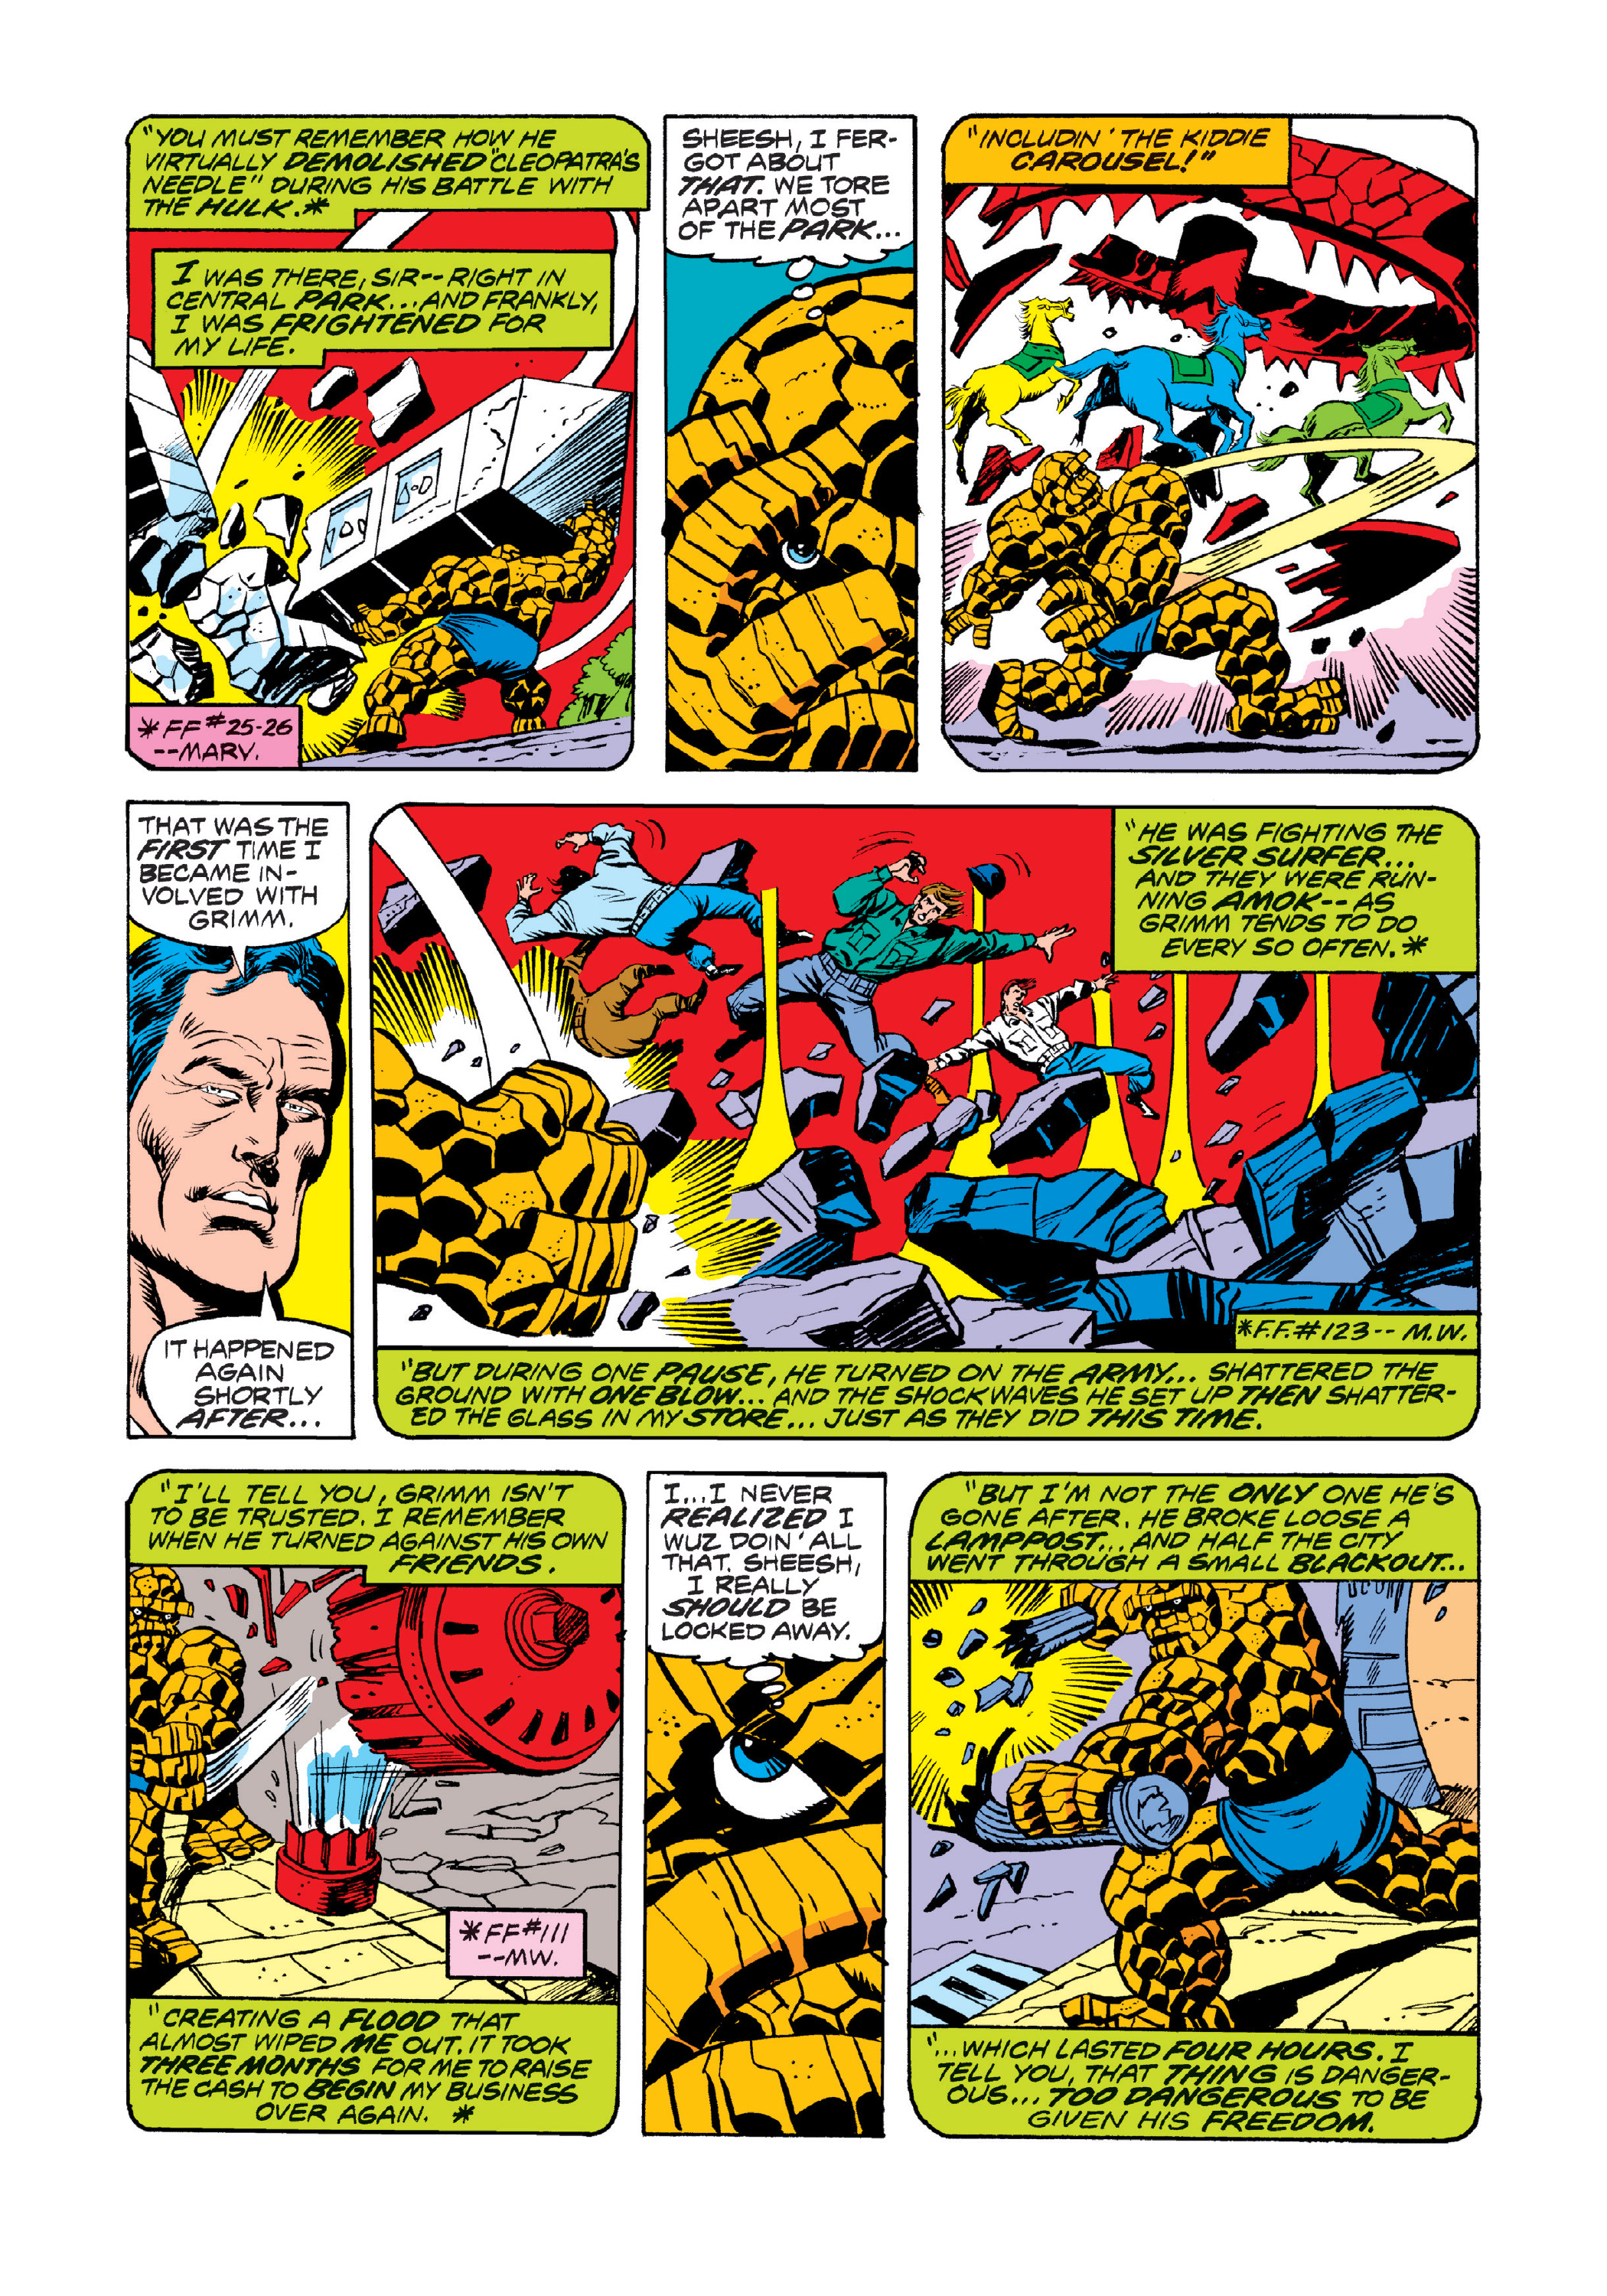 "YOU MUST REMEMBER HOW HE
VIRTUALLY DEMOLISHED "CLEOPATRA'S
NEEDLE" DURING HIS BATTLE WITH
THE HULK.*
I WAS THERE, SIR--RIGHT IN
CENTRAL PARK...AND FRANKLY,
I WAS FRIGHTENED FOR
MY LIFE.
*FF #25-26
--MARV.
SHEESH, I FER-
GOT ABOUT
THAT. WE TORE
APART MOST
OF THE PARK...
"INCLUDIN' THE KIDDIE
CAROUSEL!"
THAT WAS THE
FIRST TIME I
BECAME IN-
VOLVED WITH
GRIMM.
IT HAPPENED
AGAIN
SHORTLY
AFTER...
"HE WAS FIGHTING THE
SILVER SURFER...
AND THEY WERE RUN-
NING AMOK-- AS
GRIMM TENDS TO DO
EVERY SO OFTEN.*
*F.F.#123-- M.W.
"BUT DURING ONE PAUSE, HE TURNED ON THE ARMY... SHATTERED THE
GROUND WITH ONE BLOW... AND THE SHOCKWAVES HE SET UP THEN SHATTER-
ED THE GLASS IN MY STORE... JUST AS THEY DID THIS TIME.
"I'LL TELL YOU, GRIMM ISN'T
TO BE TRUSTED. I REMEMBER
WHEN HE TURNED AGAINST HIS OWN
FRIENDS.
*FF#111
--MW.
"CREATING A FLOOD THAT
ALMOST WIPED ME OUT. IT TOOK
THREE MONTHS FOR ME TO RAISE
THE CASH TO BEGIN MY BUSINESS
OVER AGAIN. *
I...I NEVER
REALIZED I
WUZ DOIN' ALL
THAT. SHEESH,
I REALLY
SHOULD BE
LOCKED AWAY.
"BUT I'M NOT THE ONLY ONE HE'S
GONE AFTER. HE BROKE LOOSE A
LAMPPOST...AND HALF THE CITY
WENT THROUGH A SMALL BLACKOUT...
"...WHICH LASTED FOUR HOURS. I
TELL YOU, THAT THING IS DANGER-
OUS... TOO DANGEROUS TO BE
GIVEN HIS FREEDOM.